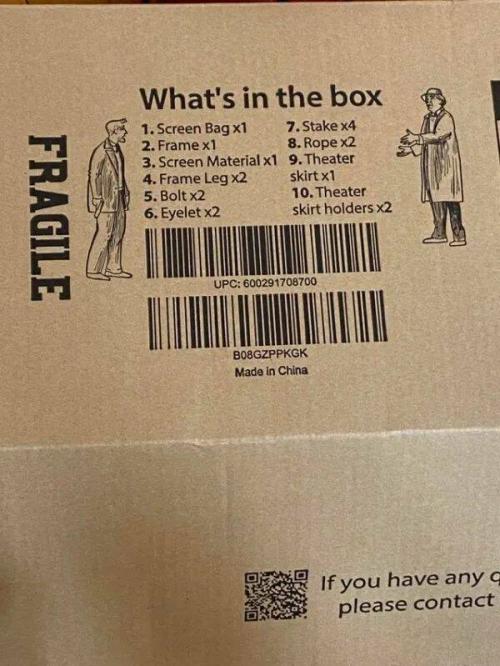 What's in the box
1. Screen Bag x1
2. Frame x1
3. Screen Material x1
4. Frame Leg x2
5. Bolt x2
6. Eyelet x2
7. Stake x4
8. Rope x2
9. Theater
skirt x1
10. Theater
skirt holders x2
FRAGILE
UPC: 600291708700
B08GZPPKGK
Made in China
If you have any q
please contact